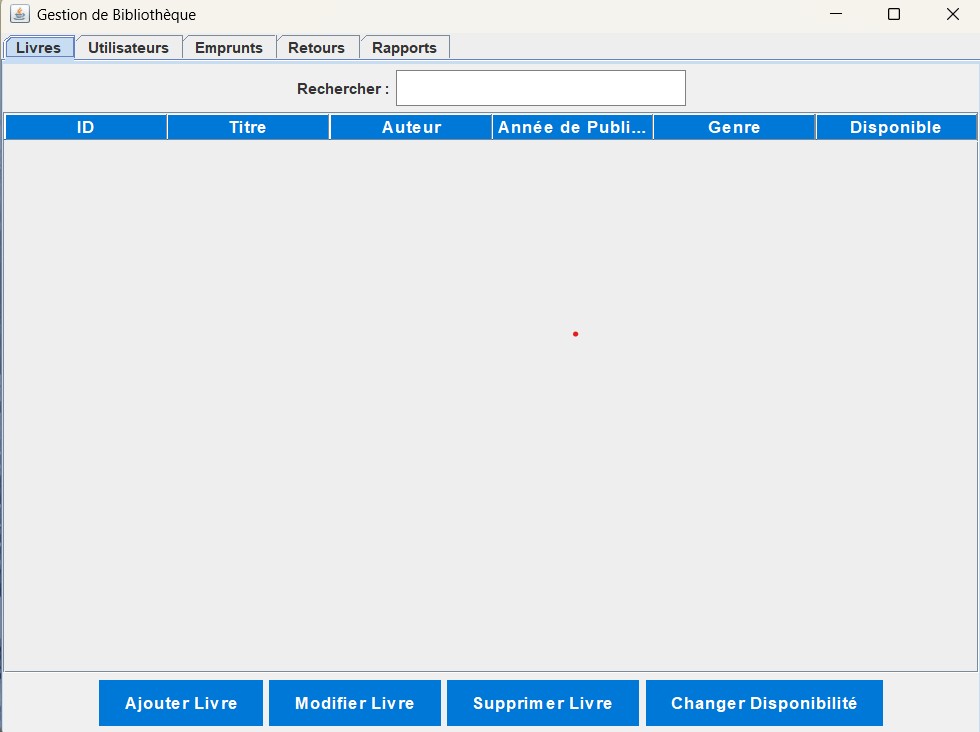 Gestion de Bibliothèque
Livres Utilisateurs Emprunts Retours Rapports
Rechercher :
ID Titre Auteur Année de Publi... Genre Disponible
Ajouter Livre Modifier Livre Supprimer Livre Changer Disponibilité